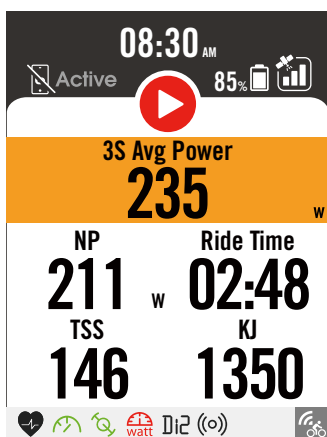 08:30 AM
Active 85%
3S Avg Power
235 W
NP Ride Time
211 W 02:48
TSS KJ
146 1350
watt Di2